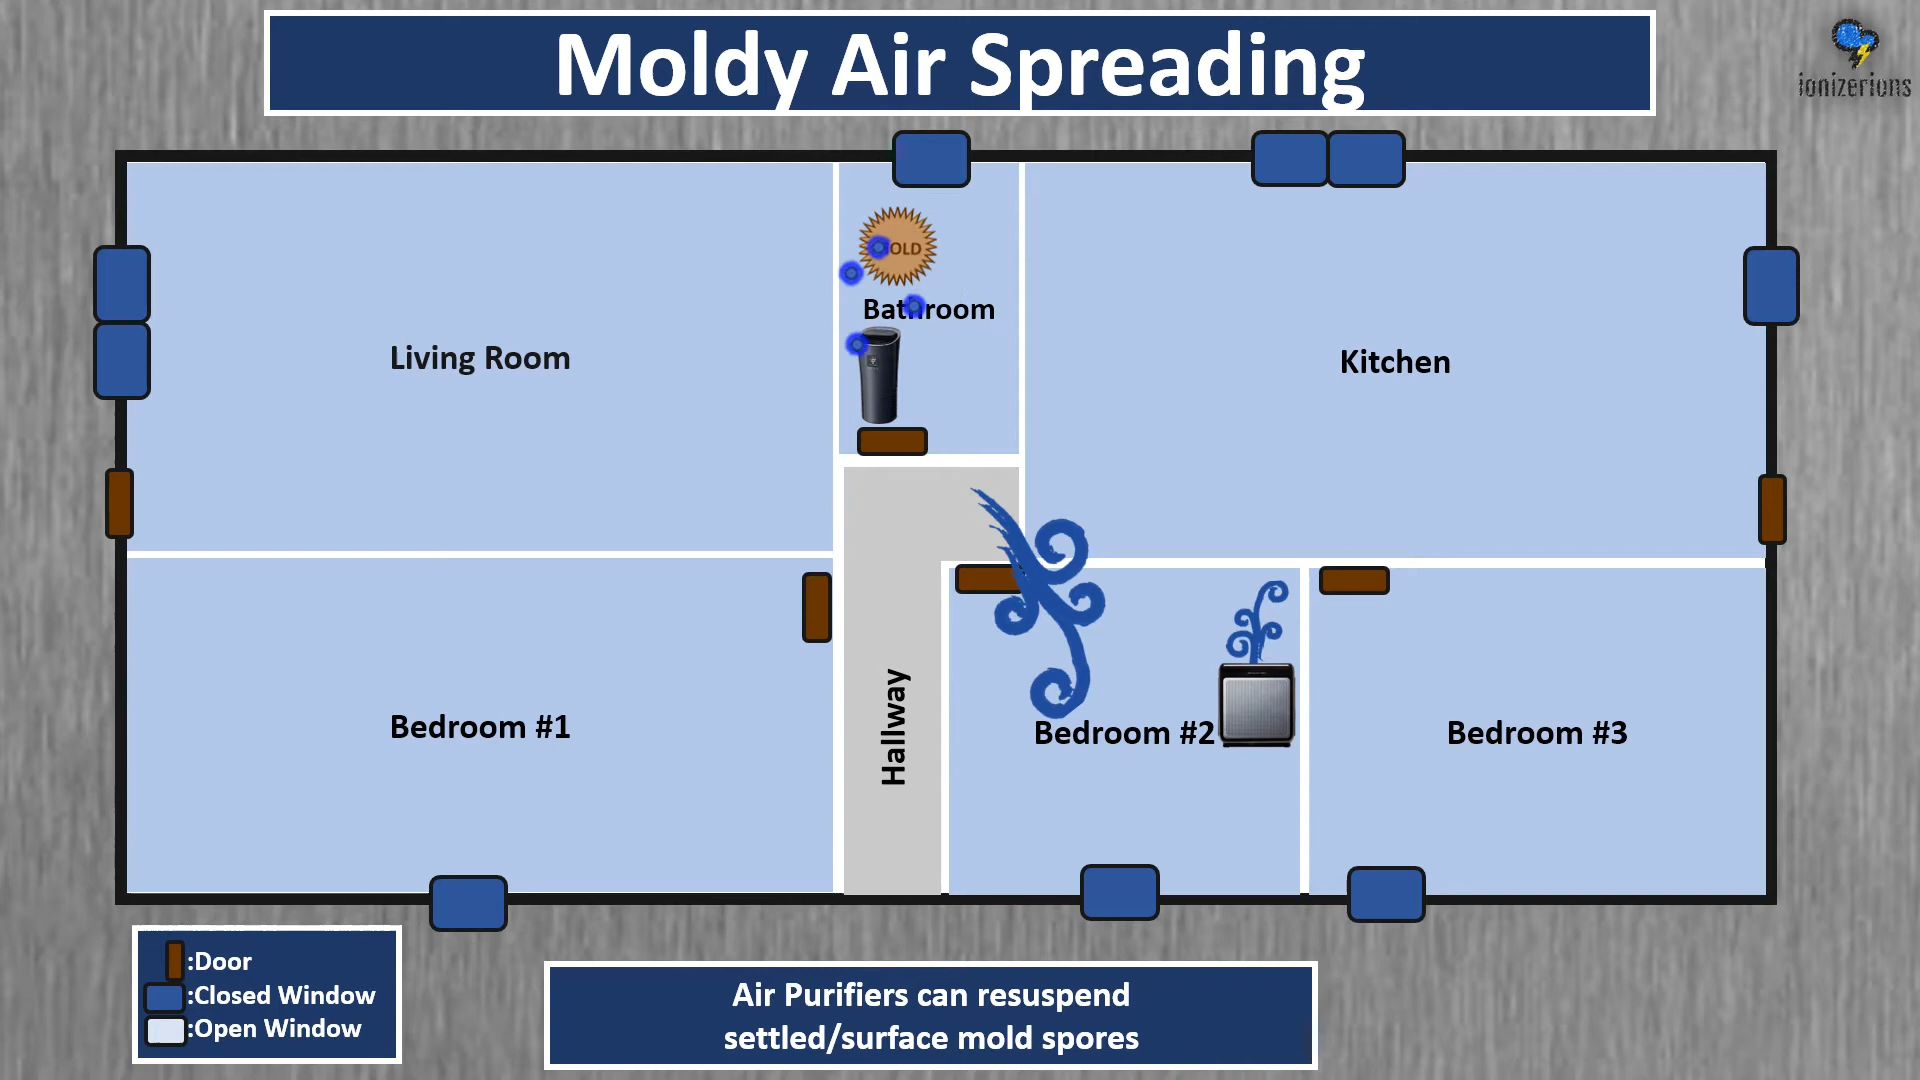 Moldy Air Spreading
ionizerions
OLD
Bathroom
Living Room
Kitchen
Hallway
Bedroom #1
Bedroom #2
Bedroom #3
:Door
:Closed Window
:Open Window
Air Purifiers can resuspend
settled/surface mold spores